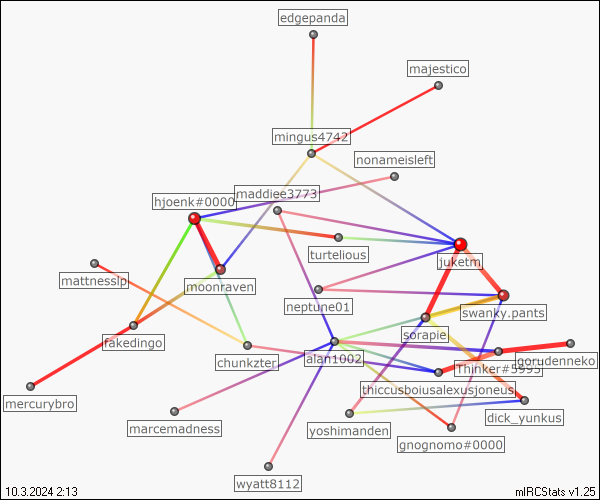 edgepanda
majestico
mingus4742
nonameisleft
maddiee3773
hjoenk#0000
turtelious
juketm
mattnesslp
moonraven
neptune01
swanky.pants
sorapie
fakedingo
chunkzter
alan1002
Thinker#5995
gorudenneko
thiccusboiusalexusjoneus
mercurybro
dick_yunkus
marcemadness
yoshimanden
gnognomo#0000
wyatt8112
10.3.2024 2:13
mIRCStats v1.25